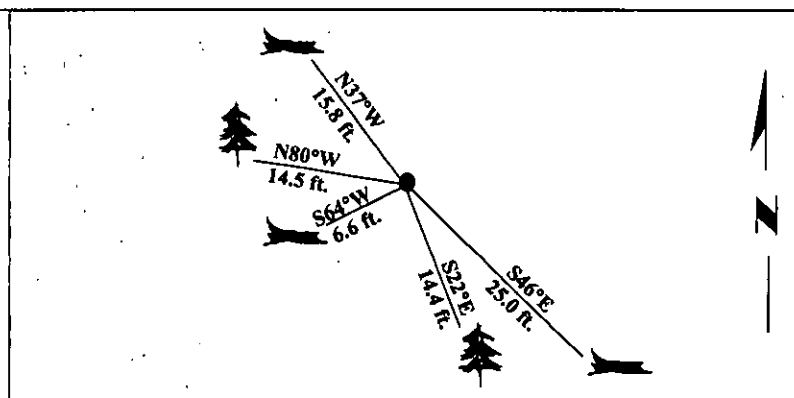 N37°W
15.8 ft.
N80°W
14.5 ft.
S64°W
6.6 ft.
S22°E
14.4 ft.
S46°E
25.0 ft.
N